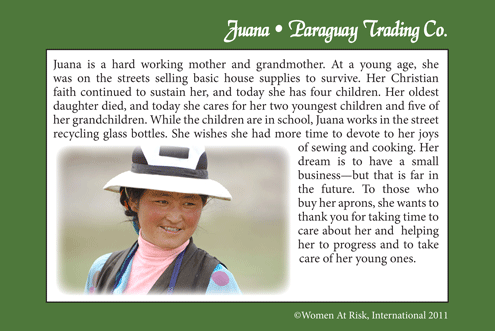 Juana • Paraguay Trading Co.
Juana is a hard working mother and grandmother. At a young age, she
was on the streets selling basic house supplies to survive. Her Christian
faith continued to sustain her, and today she has four children. Her oldest
daughter died, and today she cares for her two youngest children and five of
her grandchildren. While the children are in school, Juana works in the street
recycling glass bottles. She wishes she had more time to devote to her joys
of sewing and cooking. Her
dream is to have a small
business—but that is far in
the future. To those who
buy her aprons, she wants to
thank you for taking time to
care about her and helping
her to progress and to take
care of her young ones.
©Women At Risk, International 2011